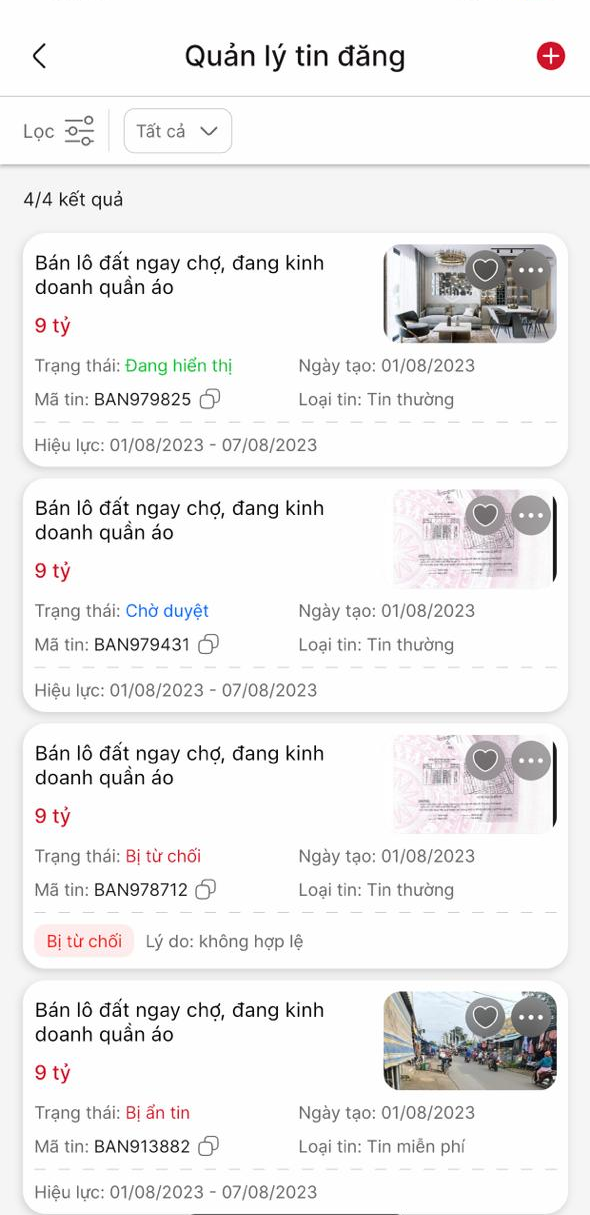 Quản lý tin đăng
Lọc
Tất cả
4/4 kết quả
Bán lô đất ngay chợ, đang kinh
doanh quần áo
9 tỷ
Trạng thái: Đang hiển thị
Ngày tạo: 01/08/2023
Mã tin: BAN979825
Loại tin: Tin thường
Hiệu lực: 01/08/2023 - 07/08/2023
Bán lô đất ngay chợ, đang kinh
doanh quần áo
9 tỷ
Trạng thái: Chờ duyệt
Ngày tạo: 01/08/2023
Mã tin: BAN979431
Loại tin: Tin thường
Hiệu lực: 01/08/2023 - 07/08/2023
Bán lô đất ngay chợ, đang kinh
doanh quần áo
9 tỷ
Trạng thái: Bị từ chối
Ngày tạo: 01/08/2023
Mã tin: BAN978712
Loại tin: Tin thường
Bị từ chối
Lý do: không hợp lệ
Bán lô đất ngay chợ, đang kinh
doanh quần áo
9 tỷ
Trạng thái: Bị ẩn tin
Ngày tạo: 01/08/2023
Mã tin: BAN913882
Loại tin: Tin miễn phí
Hiệu lực: 01/08/2023 - 07/08/2023